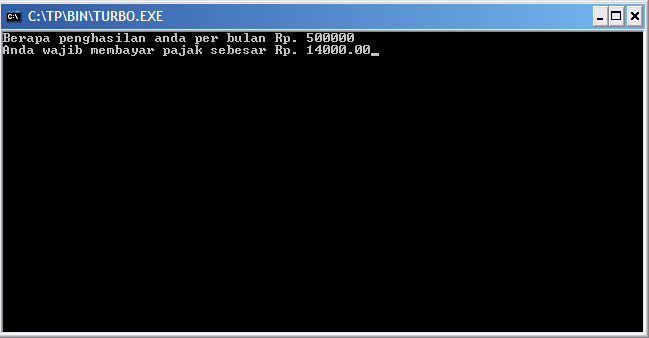 C:\TP\BIN\TURBO.EXE
Berapa penghasilan anda per bulan Rp. 500000
Anda wajib membayar pajak sebesar Rp. 14000.00